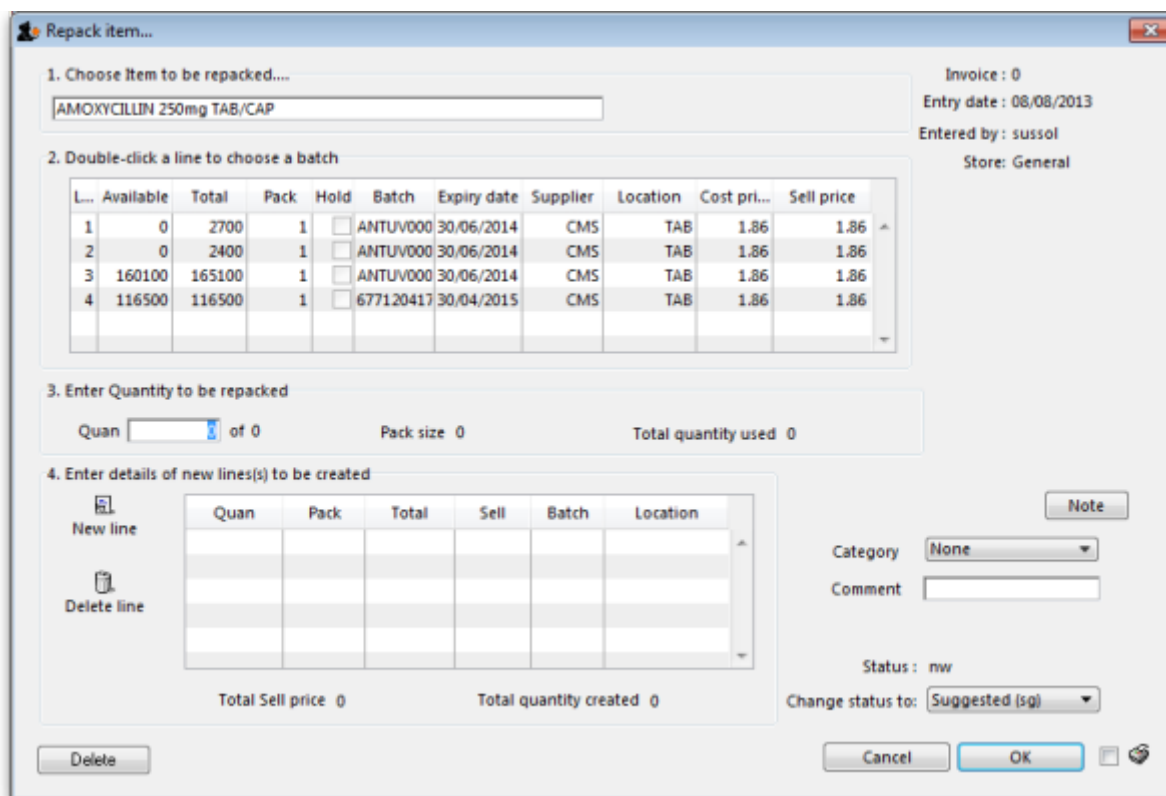 Repack item...
1. Choose Item to be repacked....
Invoice : 0
AMOXYCILLIN 250mg TAB/CAP
Entry date : 08/08/2013
Entered by : sussol
2. Double-click a line to choose a batch
Store: General
L... Available Total Pack Hold Batch Expiry date Supplier Location Cost pri... Sell price
1 0 2700 1 ANTUV000 30/06/2014 CMS TAB 1.86 1.86
2 0 2400 1 ANTUV000 30/06/2014 CMS TAB 1.86 1.86
3 160100 165100 1 ANTUV000 30/06/2014 CMS TAB 1.86 1.86
4 116500 116500 1 677120417 30/04/2015 CMS TAB 1.86 1.86
3. Enter Quantity to be repacked
Quan 0 of 0 Pack size 0 Total quantity used 0
4. Enter details of new lines(s) to be created
New line
Quan Pack Total Sell Batch Location
Note
Category None
Delete line
Comment
Status : nw
Total Sell price 0 Total quantity created 0
Change status to: Suggested (sg)
Delete
Cancel
OK